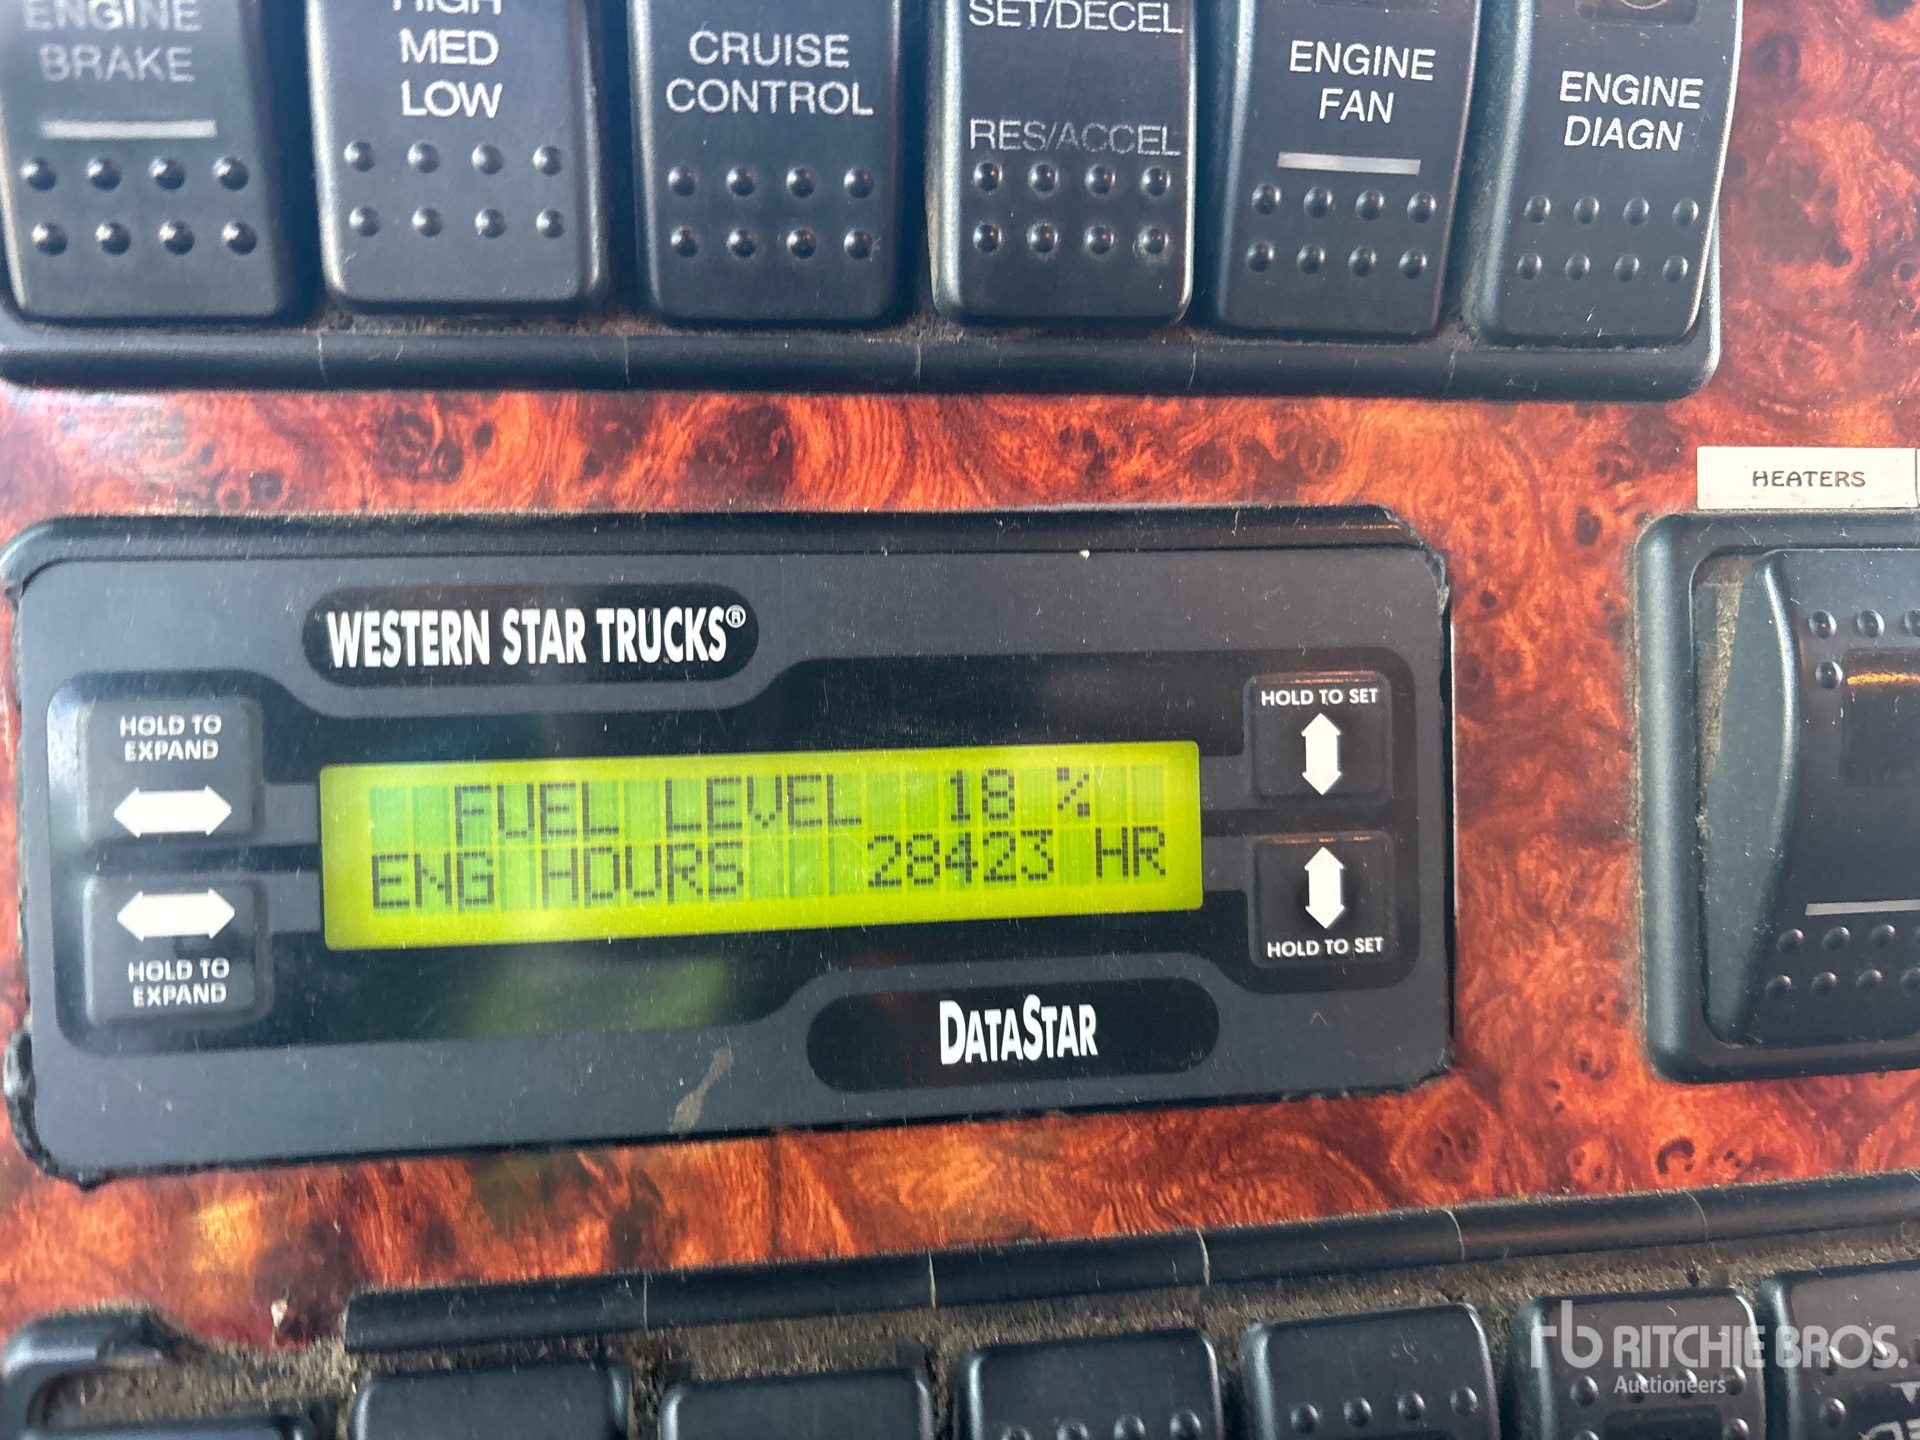 ENGINE
BRAKE
HIGH
MED
LOW
CRUISE
CONTROL
SET/DECEL
RES/ACCEL
ENGINE
FAN
ENGINE
DIAGN
HEATERS
WESTERN STAR TRUCKS®
HOLD TO
EXPAND
HOLD TO SET
FUEL LEVEL 18 %
ENG HOURS 28423 HR
HOLD TO
EXPAND
HOLD TO SET
DATASTAR
rb RITCHIE BROS.
Auctioneers